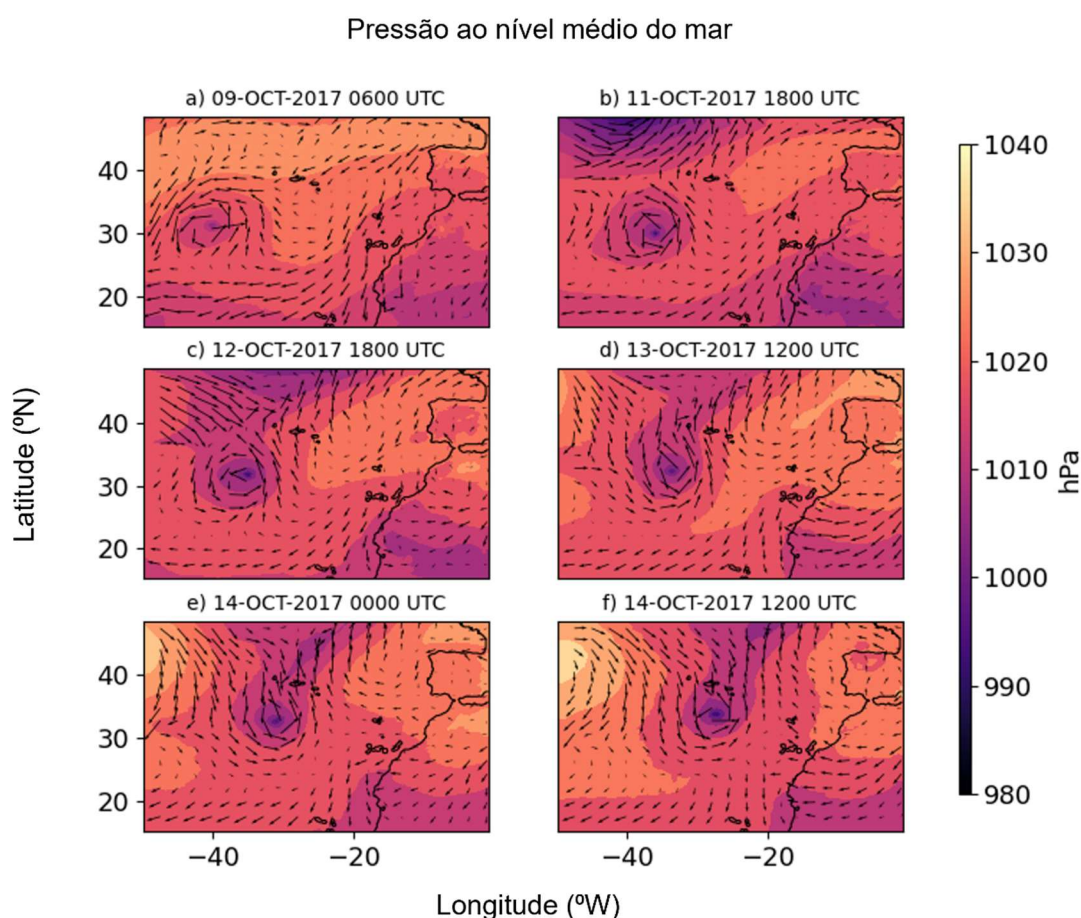 Pressão ao nível médio do mar
a) 09-OCT-2017 0600 UTC
b) 11-OCT-2017 1800 UTC
40
30
20
c) 12-OCT-2017 1800 UTC
d) 13-OCT-2017 1200 UTC
40
30
20
e) 14-OCT-2017 0000 UTC
f) 14-OCT-2017 1200 UTC
40
30
20
−40
−20
−40
−20
Latitude (ºN)
Longitude (ºW)
1040
1030
1020
1010
1000
990
980
hPa